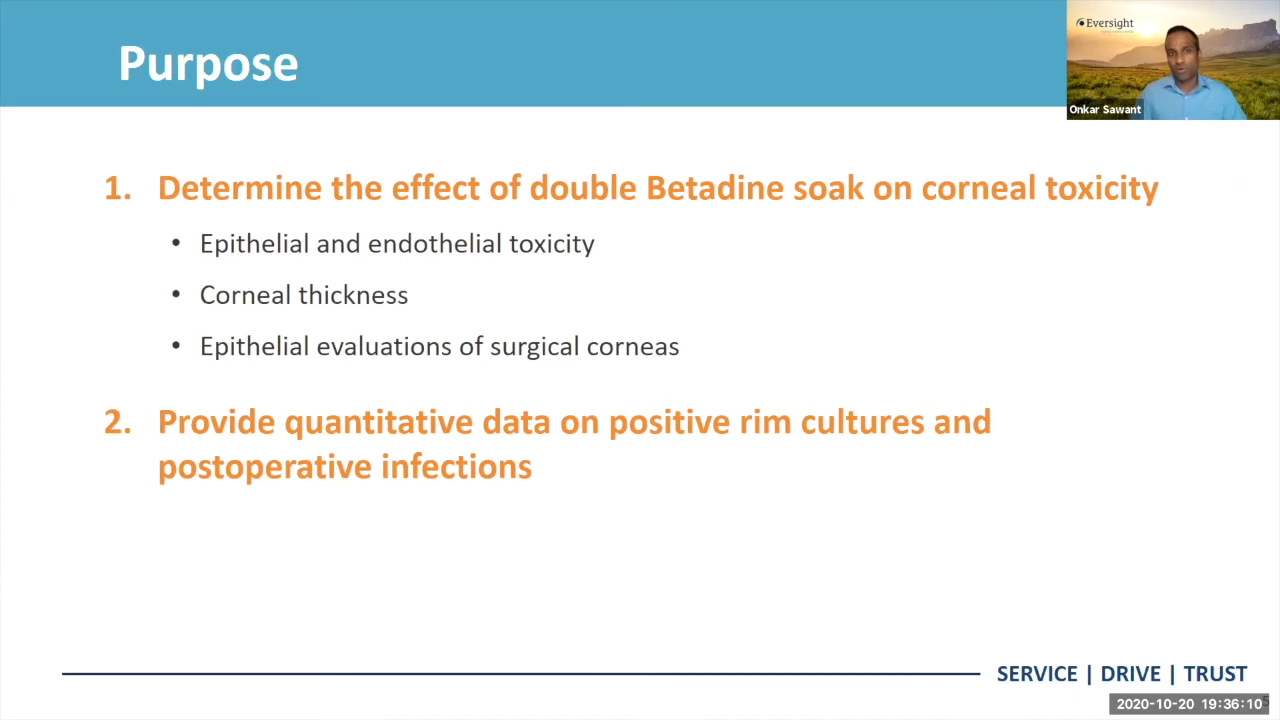 Purpose
Eversight
Onkar Sawant
1. Determine the effect of double Betadine soak on corneal toxicity
• Epithelial and endothelial toxicity
• Corneal thickness
• Epithelial evaluations of surgical corneas
2. Provide quantitative data on positive rim cultures and
postoperative infections
SERVICE | DRIVE | TRUST
2020-10-20 19:36:10
5